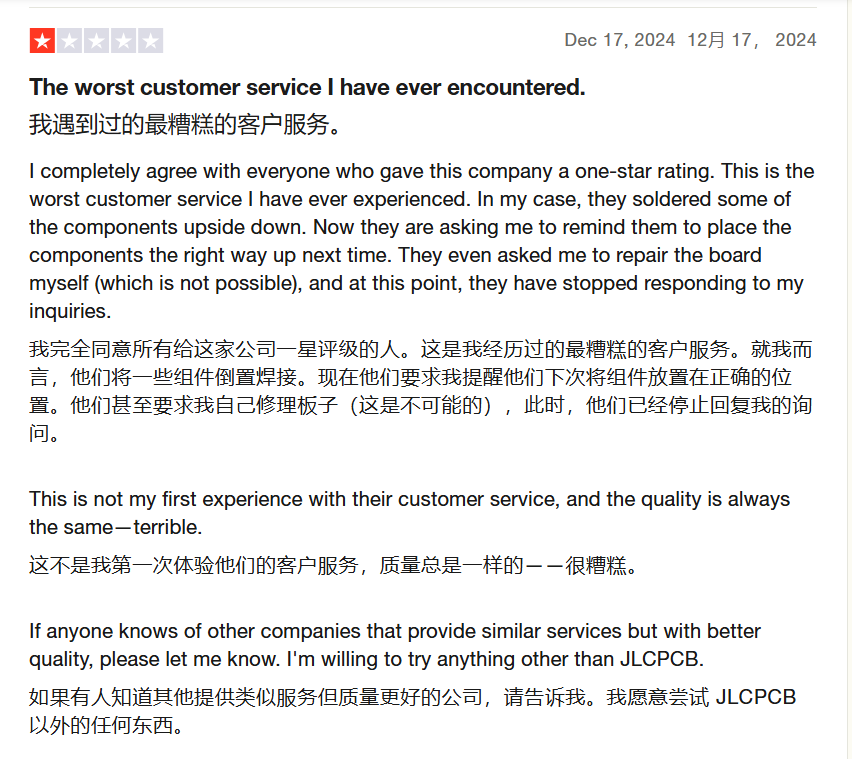 Dec 17, 2024 12月 17， 2024
The worst customer service I have ever encountered.
我遇到过的最糟糕的客户服务。
I completely agree with everyone who gave this company a one-star rating. This is the
worst customer service I have ever experienced. In my case, they soldered some of
the components upside down. Now they are asking me to remind them to place the
components the right way up next time. They even asked me to repair the board
myself (which is not possible), and at this point, they have stopped responding to my
inquiries.
我完全同意所有给这家公司一星评级的人。这是我经历过的最糟糕的客户服务。就我而
言，他们将一些组件倒置焊接。现在他们要求我提醒他们下次将组件放置在正确的位
置。他们甚至要求我自己修理板子（这是不可能的），此时，他们已经停止回复我的询
问。
This is not my first experience with their customer service, and the quality is always
the same—terrible.
这不是我第一次体验他们的客户服务，质量总是一样的——很糟糕。
If anyone knows of other companies that provide similar services but with better
quality, please let me know. I'm willing to try anything other than JLCPCB.
如果有人知道其他提供类似服务但质量更好的公司，请告诉我。我愿意尝试 JLCPCB
以外的任何东西。